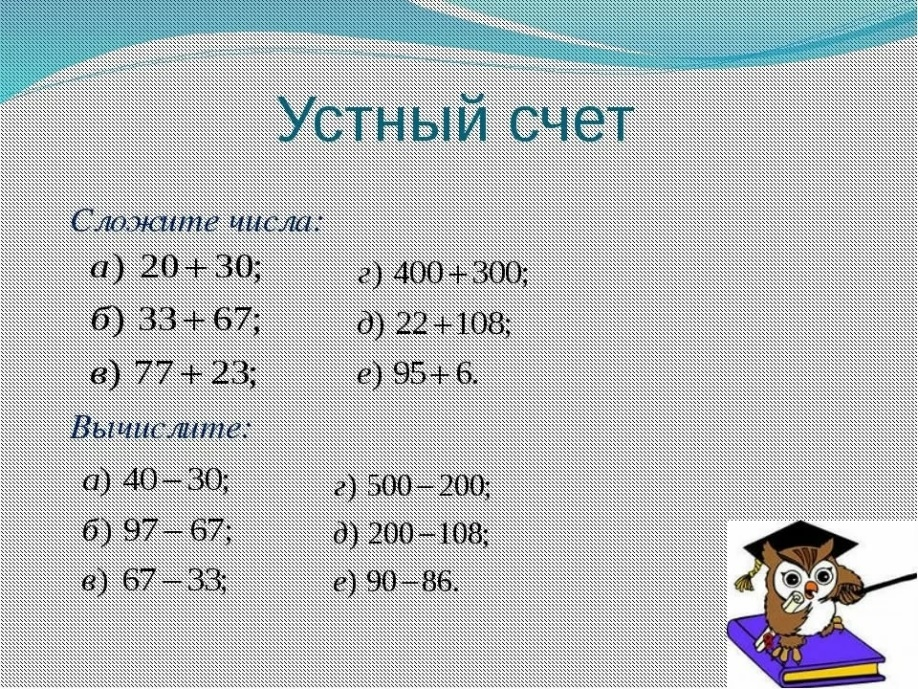 Устный счет
Сложите числа:
а) 20+30;
б) 33+67;
в) 77+23;
г) 400+300;
д) 22+108;
е) 95+6.
Вычислите:
а) 40−30;
б) 97−67;
в) 67−33;
г) 500−200;
д) 200−108;
е) 90−86.